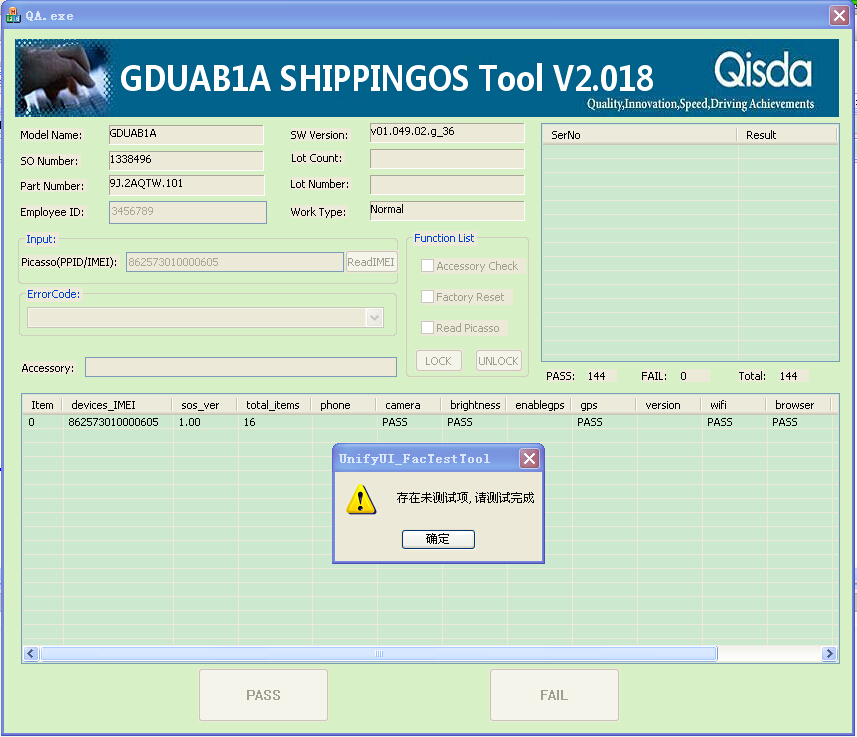 QA.exe
GDUAB1A SHIPPINGOS Tool V2.018
Qisda
Quality,Innovation,Speed,Driving Achievements
Model Name: GDUAB1A
SW Version: v01.049.02.g_36
SO Number: 1338496
Lot Count:
Part Number: 9J.2AQTW.101
Lot Number:
Employee ID: 3456789
Work Type: Normal
SerNo Result
Input:
Picasso(PPID/IMEI): 862573010000605 ReadIMEI
ErrorCode:
Accessory:
Function List
Accessory Check
Factory Reset
Read Picasso
LOCK UNLOCK
PASS: 144 FAIL: 0 Total: 144
Item devices_IMEI sos_ver total_items phone camera brightness enablegps gps version wifi browser
0 862573010000605 1.00 16 PASS PASS PASS PASS PASS
UnifyUI_FacTestTool
存在未测试项,请测试完成
确定
PASS FAIL